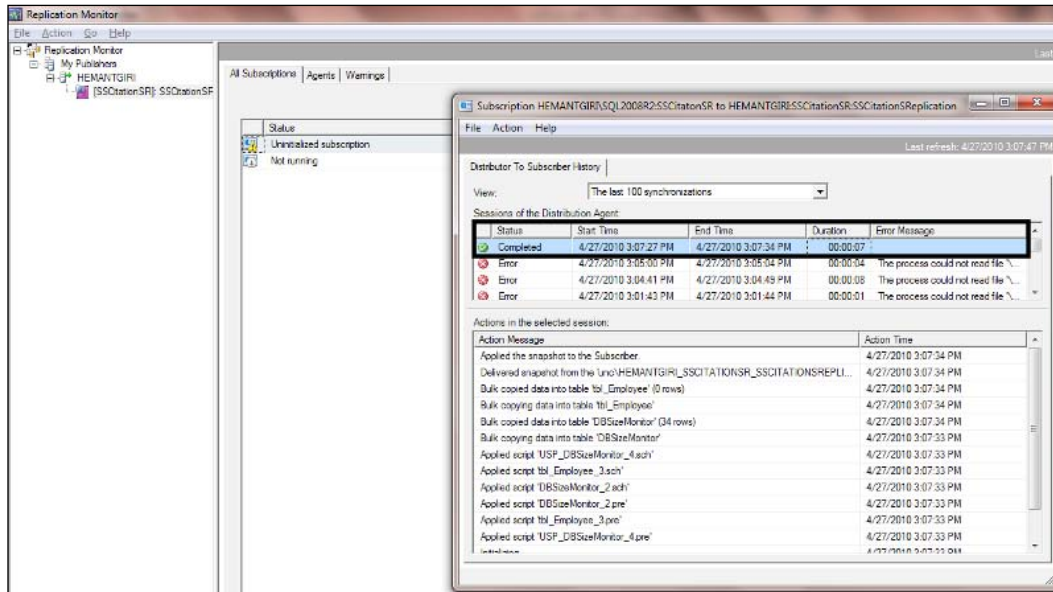 Replication Monitor
File Action Go Help
Replication Monitor
My Publishers
HEMANTGIRI
[SSCitationSR]: SSCitationSR
Last
All Subscriptions Agents Warnings
Status
Uninitialized subscription
Not running
Subscription HEMANTGIRI\SQL2008R2:SSCitatonSR to HEMANTGIRI:SSCitationSR:SSCitationSReplication
File Action Help
Last refresh: 4/27/2010 3:07:47 PM
Distributor To Subscriber History
View: The last 100 synchronizations
Sessions of the Distribution Agent:
Status Start Time End Time Duration Error Message
Completed 4/27/2010 3:07:27 PM 4/27/2010 3:07:34 PM 00:00:07
Error 4/27/2010 3:05:00 PM 4/27/2010 3:05:04 PM 00:00:04 The process could not read file '\...
Error 4/27/2010 3:04:41 PM 4/27/2010 3:04:49 PM 00:00:08 The process could not read file '\...
Error 4/27/2010 3:01:43 PM 4/27/2010 3:01:44 PM 00:00:01 The process could not read file '\...
Actions in the selected session:
Action Message Action Time
Applied the snapshot to the Subscriber. 4/27/2010 3:07:34 PM
Delivered snapshot from the 'unc\HEMANTGIRI_SSCITATIONSR_SSCITATIONSREPLI... 4/27/2010 3:07:34 PM
Bulk copied data into table 'tbl_Employee' (0 rows) 4/27/2010 3:07:34 PM
Bulk copying data into table 'tbl_Employee' 4/27/2010 3:07:34 PM
Bulk copied data into table 'DBSizeMonitor' (34 rows) 4/27/2010 3:07:34 PM
Bulk copying data into table 'DBSizeMonitor' 4/27/2010 3:07:33 PM
Applied script 'USP_DBSizeMonitor_4.sch' 4/27/2010 3:07:33 PM
Applied script 'tbl_Employee_3.sch' 4/27/2010 3:07:33 PM
Applied script 'DBSizeMonitor_2.sch' 4/27/2010 3:07:33 PM
Applied script 'DBSizeMonitor_2.pre' 4/27/2010 3:07:33 PM
Applied script 'tbl_Employee_3.pre' 4/27/2010 3:07:33 PM
Applied script 'USP_DBSizeMonitor_4.pre' 4/27/2010 3:07:33 PM
Initializing 4/27/2010 3:07:33 PM